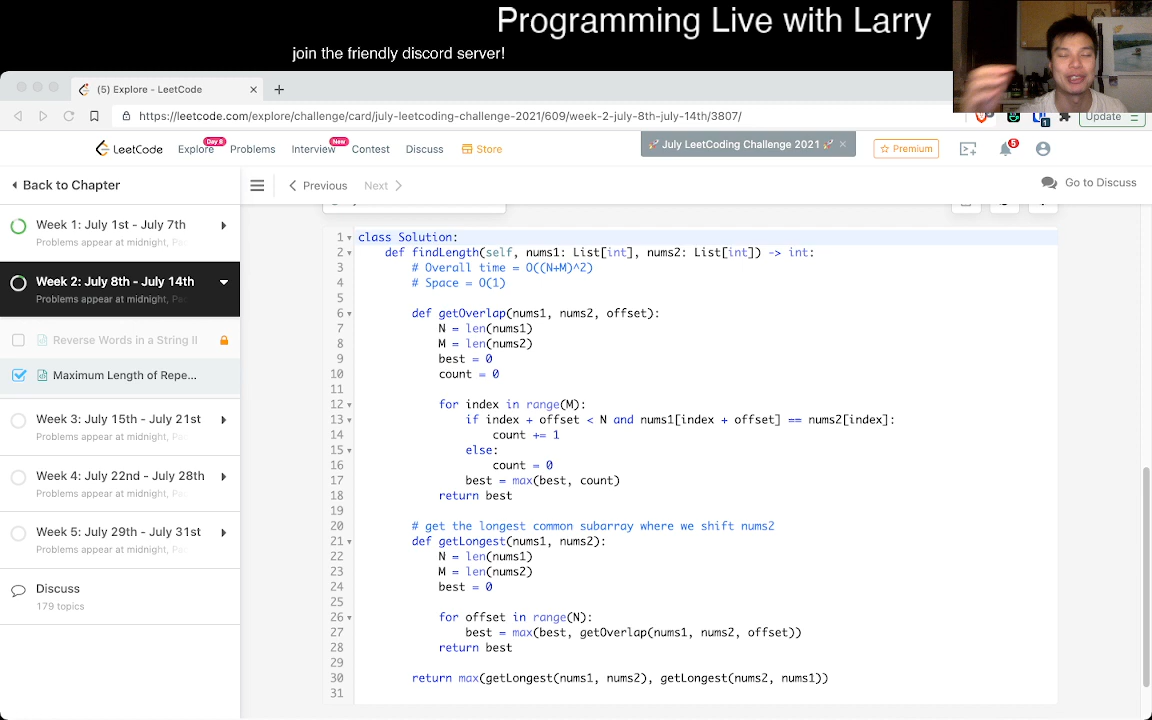 Programming Live with Larry
join the friendly discord server!
(5) Explore - LeetCode
https://leetcode.com/explore/challenge/card/july-leetcoding-challenge-2021/609/week-2-july-8th-july-14th/3807/
1
Update
LeetCode
Explore
Day 8
Problems
Interview
New
Contest
Discuss
Store
July LeetCoding Challenge 2021
Premium
5
Back to Chapter
Previous
Next
Go to Discuss
Week 1: July 1st - July 7th
Problems appear at midnight,
Week 2: July 8th - July 14th
Problems appear at midnight,
Reverse Words in a String II
Maximum Length of Repe...
Week 3: July 15th - July 21st
Problems appear at midnight,
Week 4: July 22nd - July 28th
Problems appear at midnight,
Week 5: July 29th - July 31st
Problems appear at midnight,
Discuss
179 topics
1 class Solution:
2     def findLength(self, nums1: List[int], nums2: List[int]) -> int:
3         # Overall time = O((N+M)^2)
4         # Space = O(1)
5
6         def getOverlap(nums1, nums2, offset):
7             N = len(nums1)
8             M = len(nums2)
9             best = 0
10             count = 0
11
12             for index in range(M):
13                 if index + offset < N and nums1[index + offset] == nums2[index]:
14                     count += 1
15                 else:
16                     count = 0
17                 best = max(best, count)
18             return best
19
20         # get the longest common subarray where we shift nums2
21         def getLongest(nums1, nums2):
22             N = len(nums1)
23             M = len(nums2)
24             best = 0
25
26             for offset in range(N):
27                 best = max(best, getOverlap(nums1, nums2, offset))
28             return best
29
30         return max(getLongest(nums1, nums2), getLongest(nums2, nums1))
31